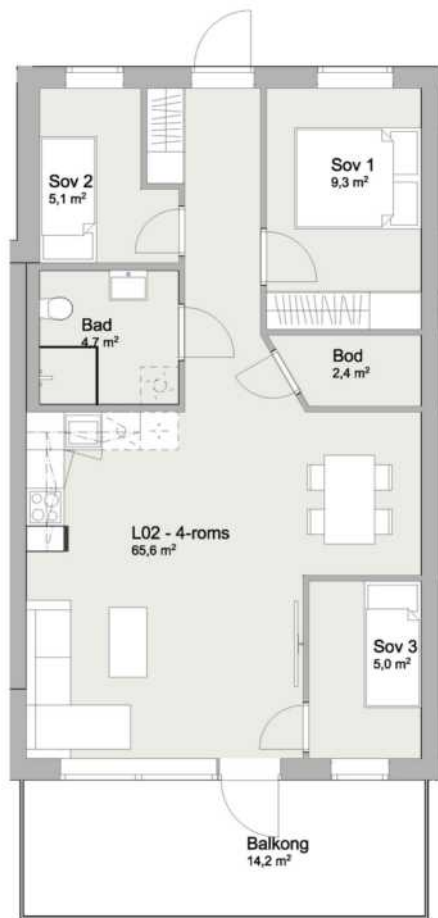 Sov 2
5,1 m²
Sov 1
9,3 m²
Bad
4,7 m²
Bod
2,4 m²
L02 - 4-roms
65,6 m²
Sov 3
5,0 m²
Balkong
14,2 m²